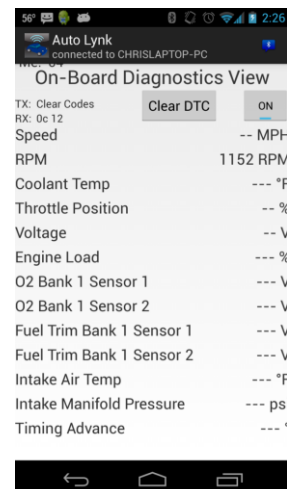 56° 2:26
Auto Lynk
connected to CHRISLAPTOP-PC
On-Board Diagnostics View
TX: Clear Codes
RX: 0c 12
Clear DTC
ON
Speed -- MPH
RPM 1152 RPM
Coolant Temp --- °F
Throttle Position -- %
Voltage -- V
Engine Load --- %
O2 Bank 1 Sensor 1 --- V
O2 Bank 1 Sensor 2 --- V
Fuel Trim Bank 1 Sensor 1 --- V
Fuel Trim Bank 1 Sensor 2 --- V
Intake Air Temp --- °F
Intake Manifold Pressure --- ps
Timing Advance --- °